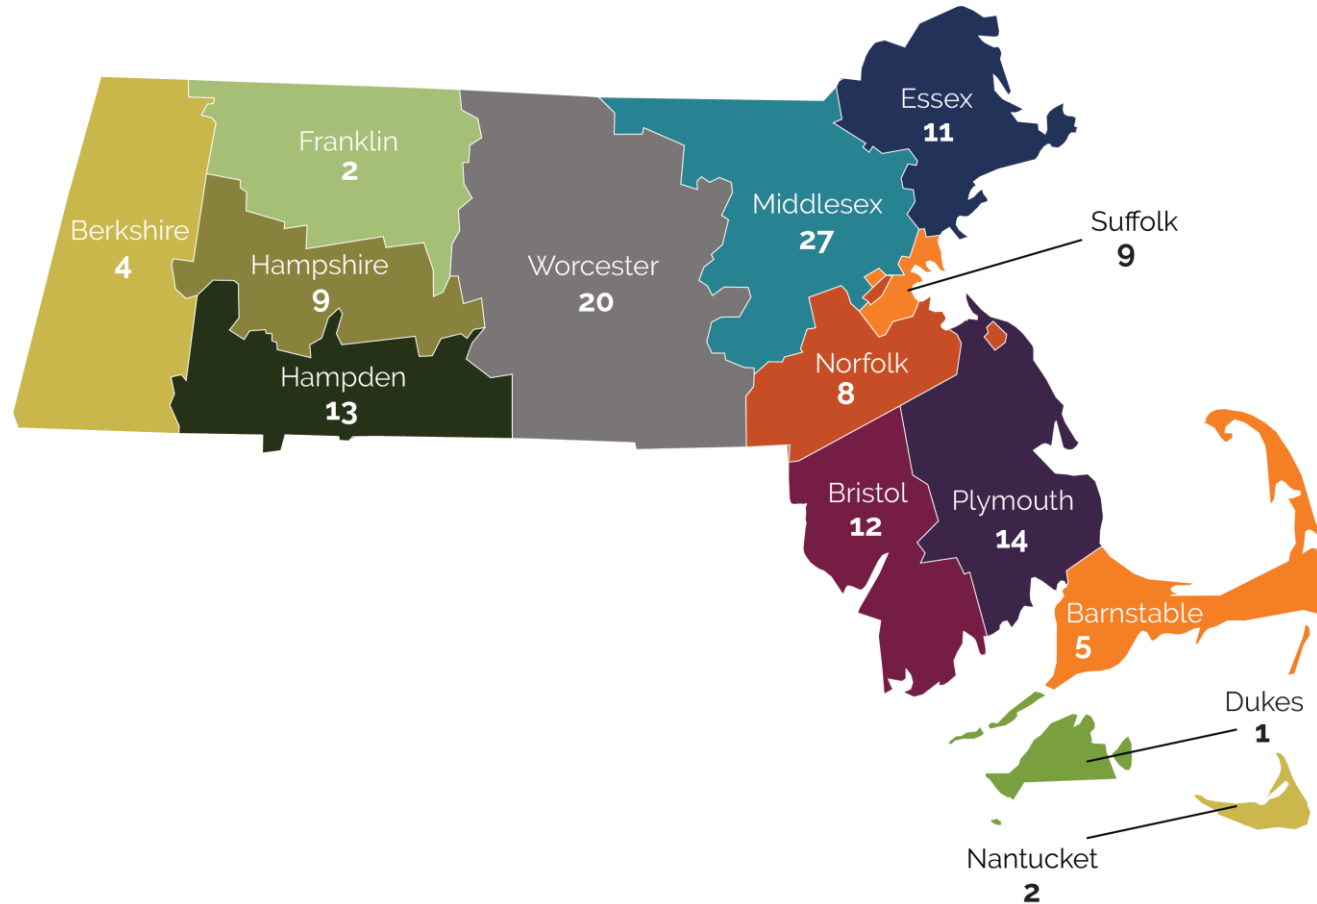 Essex
11
Franklin
2
Middlesex
27
Suffolk
9
Berkshire
4
Hampshire
9
Worcester
20
Norfolk
8
Hampden
13
Bristol
12
Plymouth
14
Barnstable
5
Dukes
1
Nantucket
2